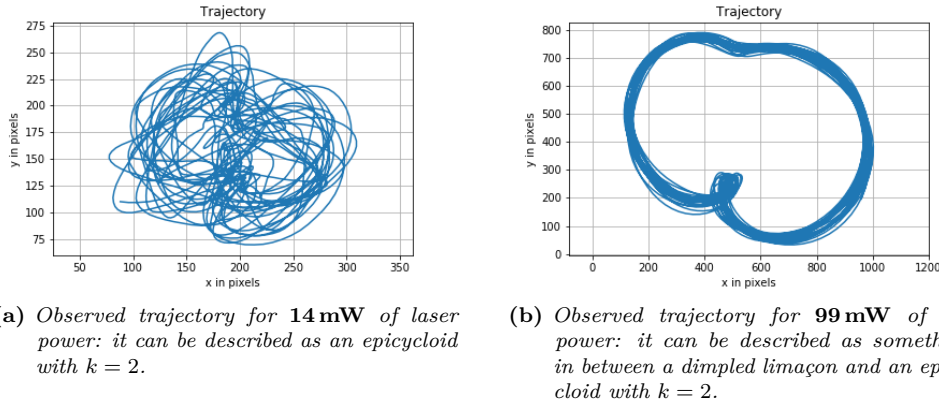 Trajectory
275
250
225
200
175
150
125
100
75
y in pixels
50 100 150 200 250 300 350
x in pixels
Trajectory
800
700
600
500
400
300
200
100
0
y in pixels
0 200 400 600 800 1000 1200
x in pixels
a) Observed trajectory for 14 mW of laser
power: it can be described as an epicycloid
with k = 2.
(b) Observed trajectory for 99 mW of
power: it can be described as someth
in between a dimpled limaçon and an ep
cloid with k = 2.